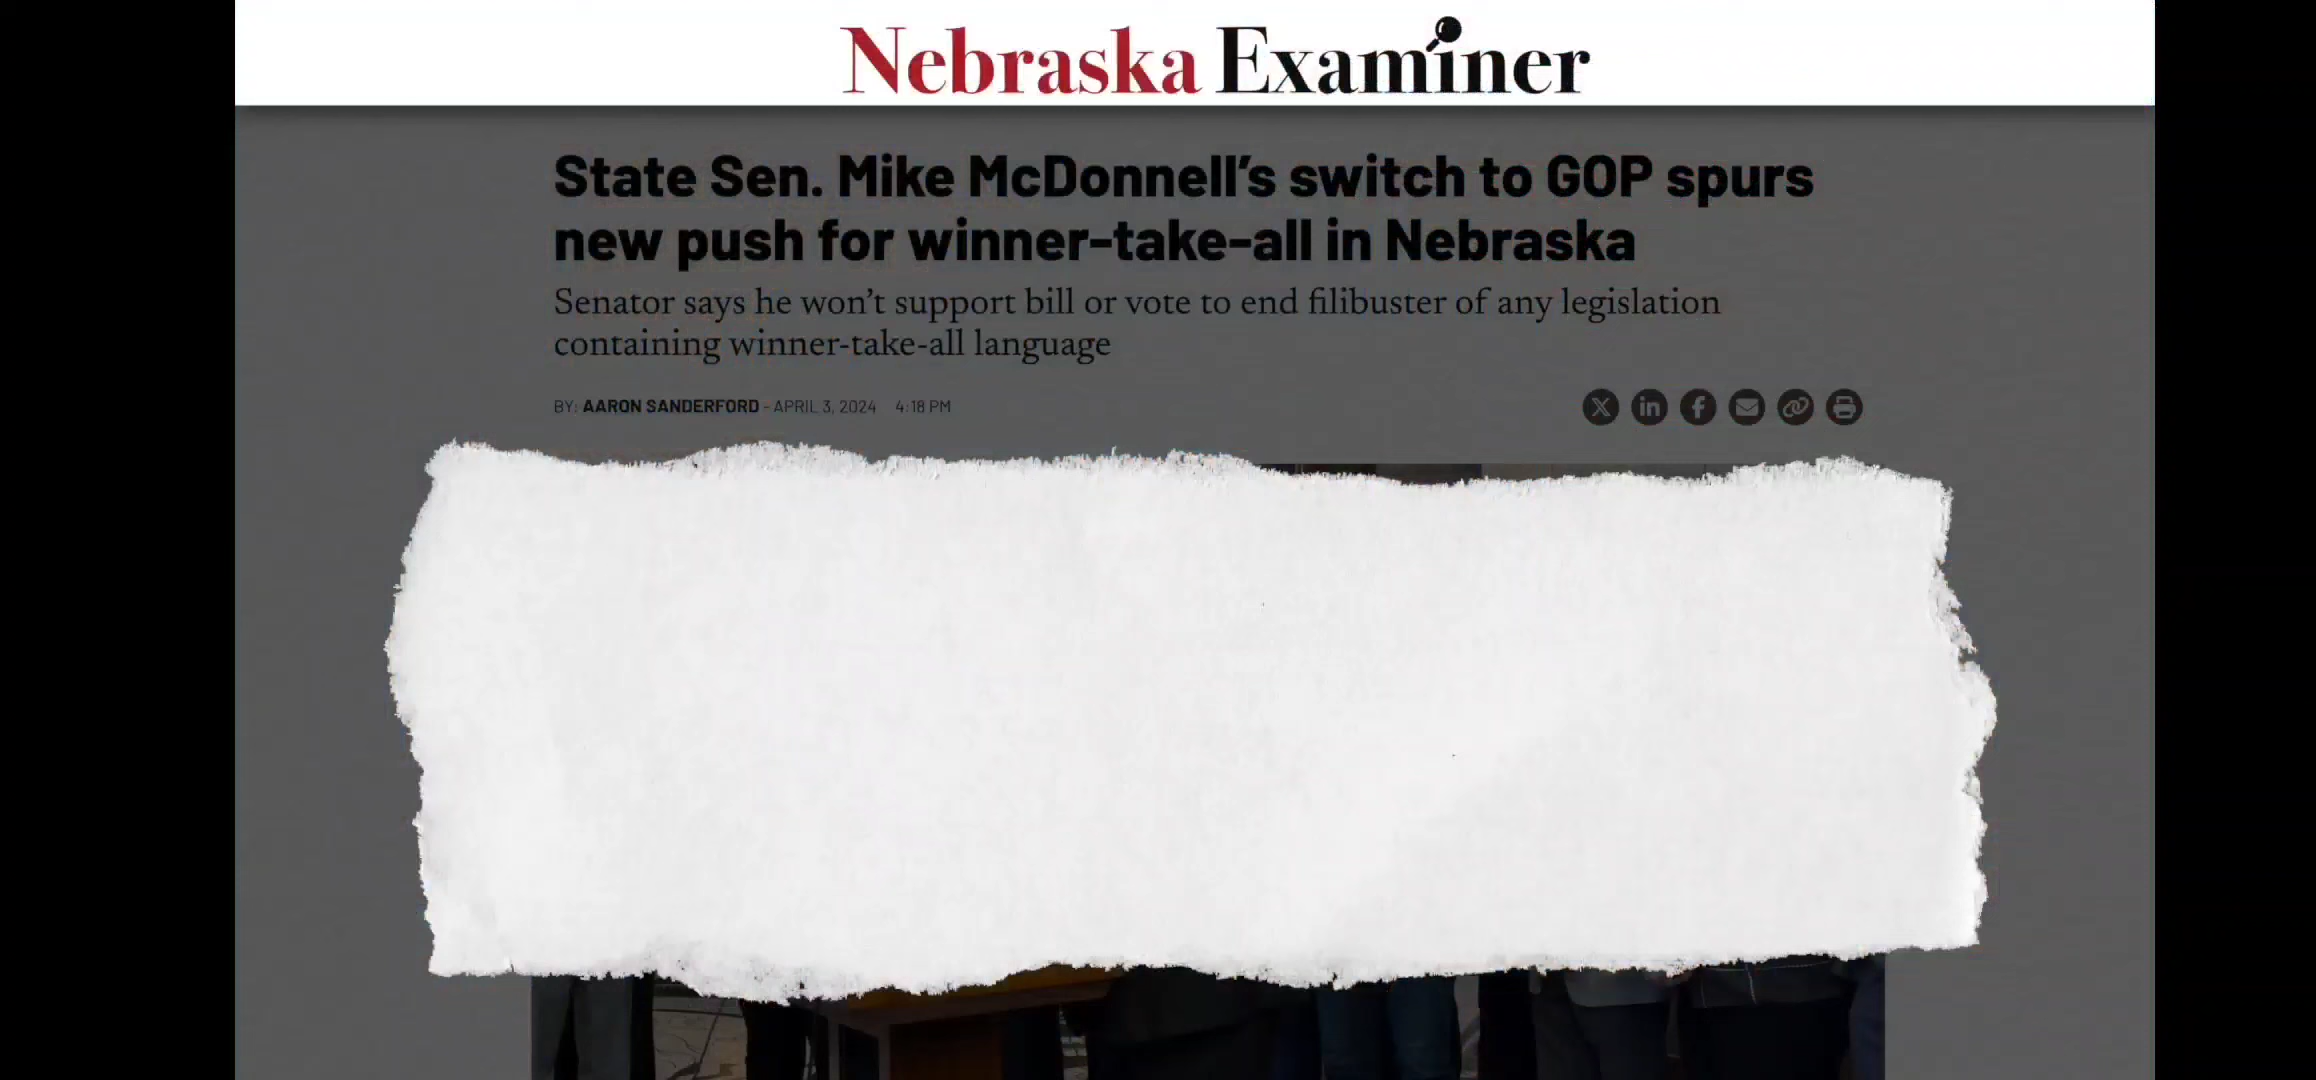 Nebraska Examiner
State Sen. Mike McDonnell’s switch to GOP spurs
new push for winner-take-all in Nebraska
Senator says he won’t support bill or vote to end filibuster of any legislation
containing winner-take-all language
BY: AARON SANDERFORD - APRIL 3, 2024 4:18 PM